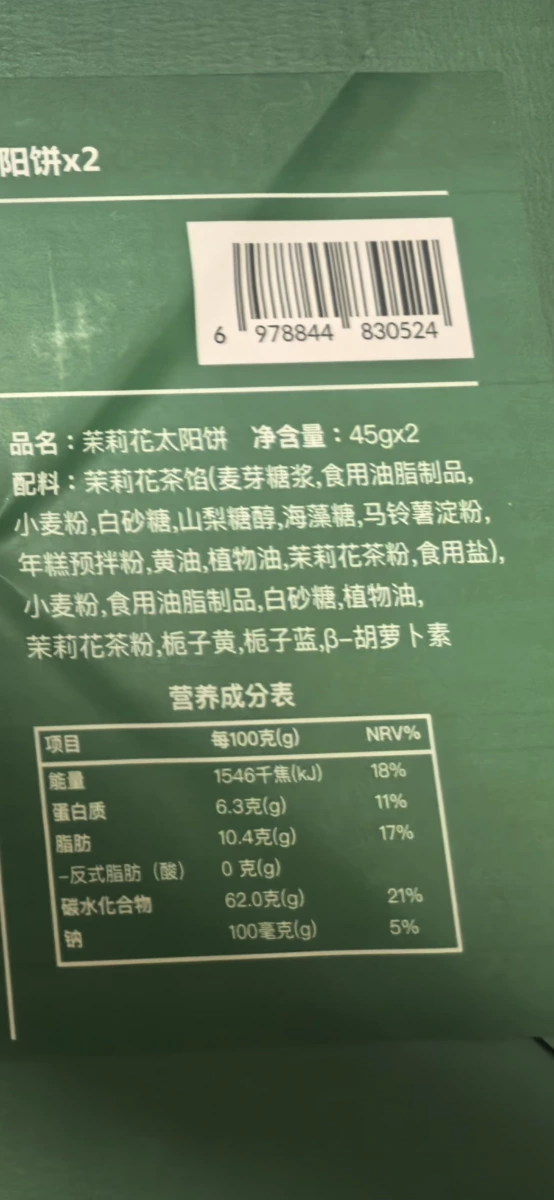 阳饼x2
6 978844 830524
品名：茉莉花太阳饼 净含量：45gx2
配料：茉莉花茶馅(麦芽糖浆,食用油脂制品,
小麦粉,白砂糖,山梨糖醇,海藻糖,马铃薯淀粉,
年糕预拌粉,黄油,植物油,茉莉花茶粉,食用盐),
小麦粉,食用油脂制品,白砂糖,植物油,
茉莉花茶粉,栀子黄,栀子蓝,β-胡萝卜素
营养成分表
项目 每100克(g) NRV%
能量 1546千焦(kJ) 18%
蛋白质 6.3克(g) 11%
脂肪 10.4克(g) 17%
-反式脂肪（酸） 0 克(g)
碳水化合物 62.0克(g) 21%
钠 100毫克(g) 5%